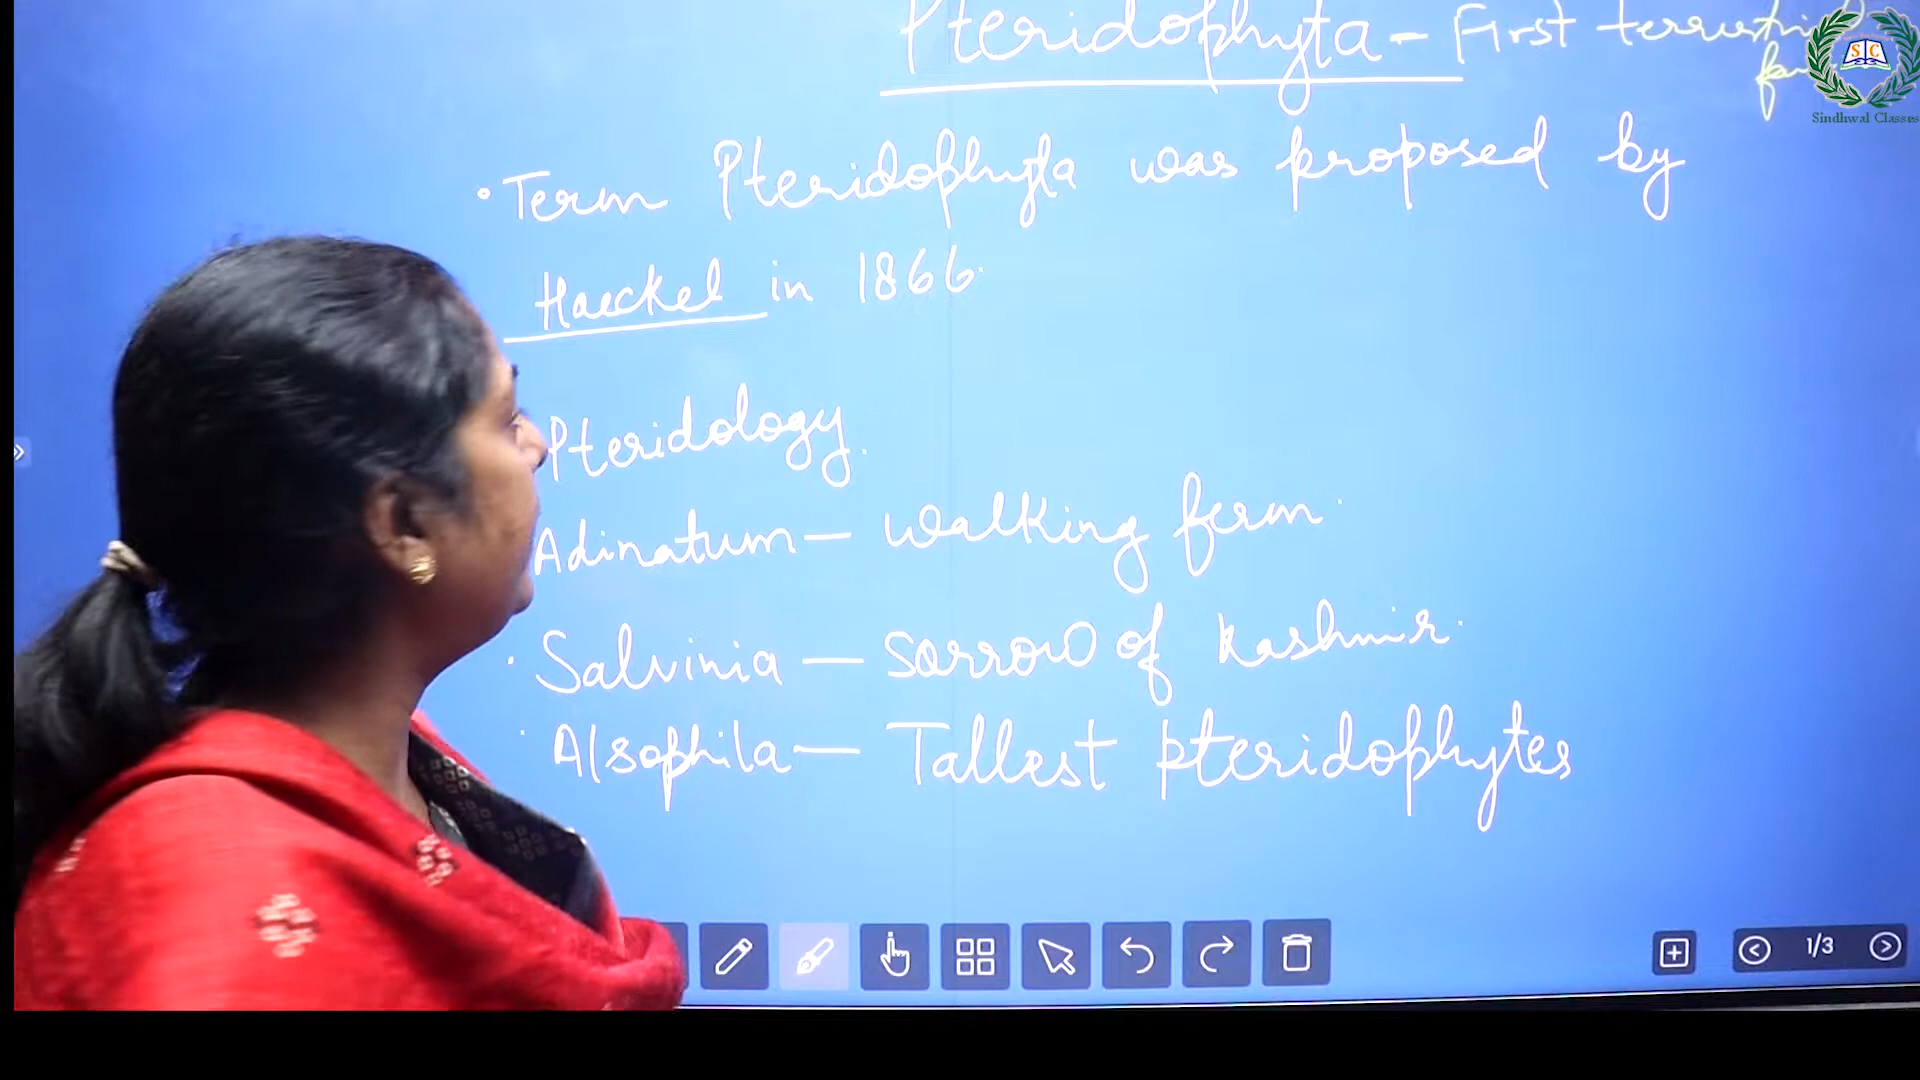 Pteridophyta - First terrestrial
S C
Sindhwal Classes
• Term Pteridophyta was proposed by
Haeckel in 1866.
Pteridology.
Adinatum — walking fern.
• Salvinia — sorrow of Kashmir.
• Alsophila — Tallest pteridophytes
1/3